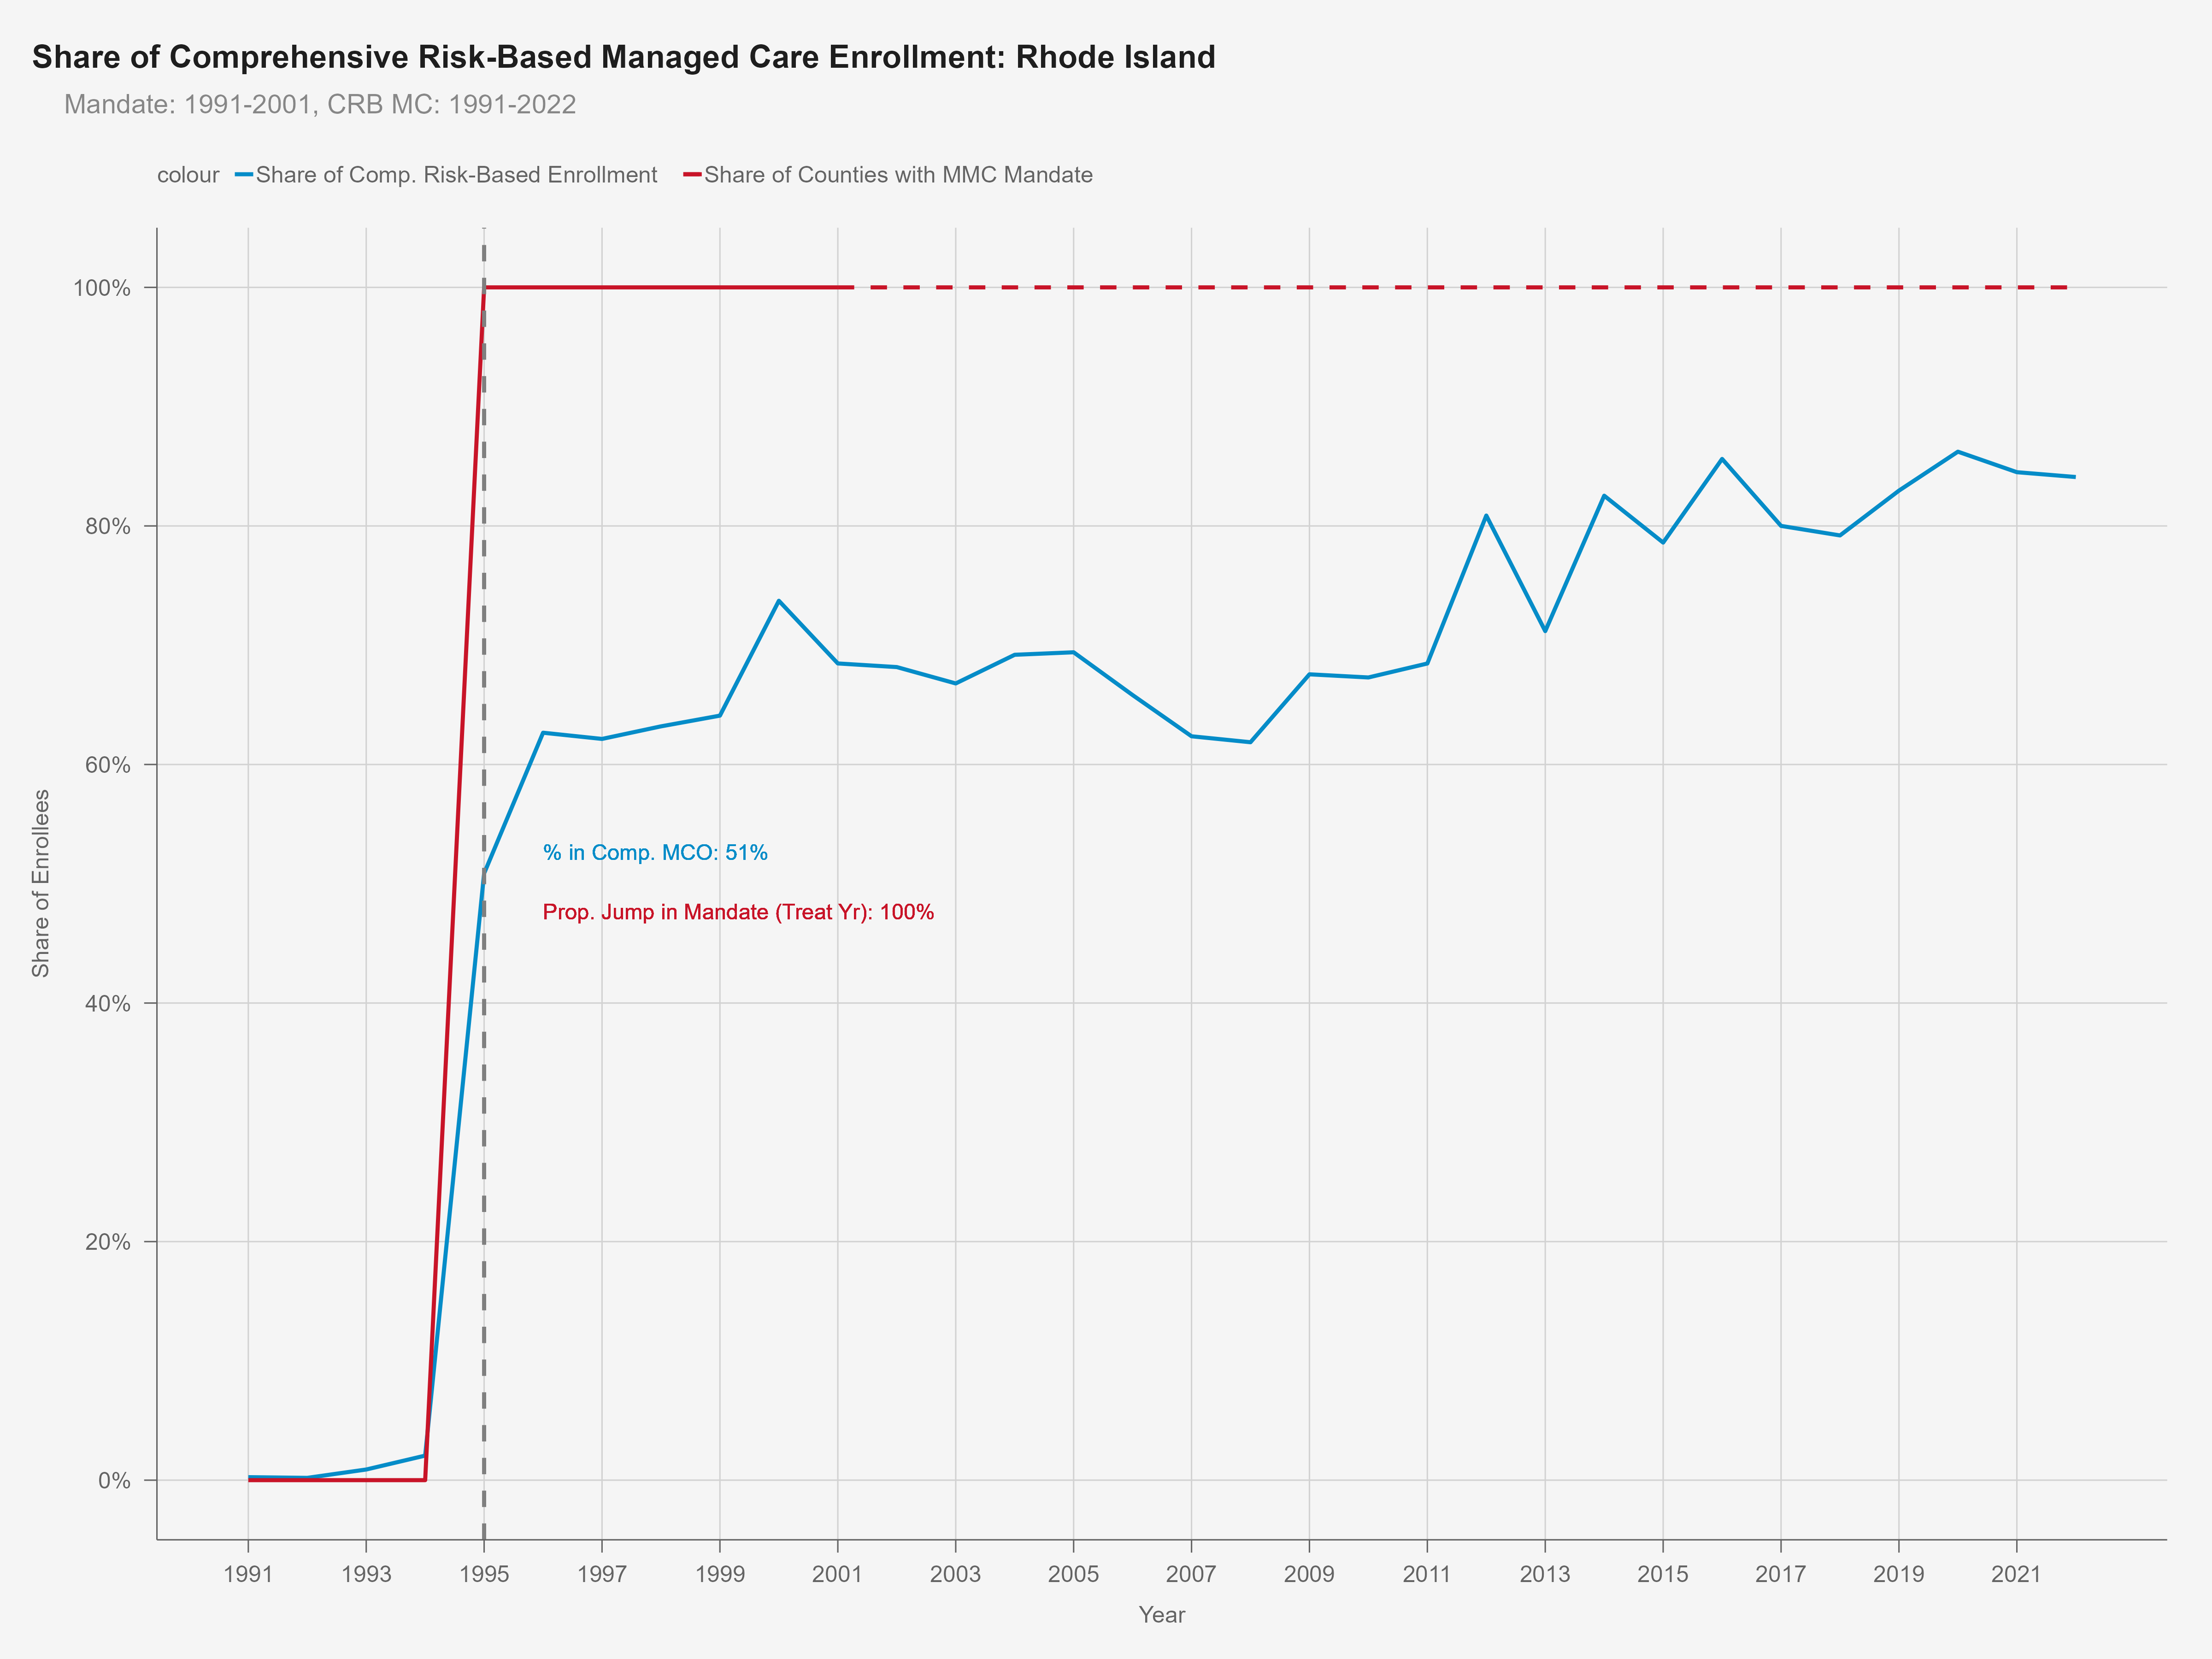 Share of Comprehensive Risk-Based Managed Care Enrollment: Rhode Island
Mandate: 1991-2001, CRB MC: 1991-2022
colour Share of Comp. Risk-Based Enrollment Share of Counties with MMC Mandate
100%
80%
60%
40%
20%
0%
Share of Enrollees
% in Comp. MCO: 51%
Prop. Jump in Mandate (Treat Yr): 100%
1991 1993 1995 1997 1999 2001 2003 2005 2007 2009 2011 2013 2015 2017 2019 2021
Year